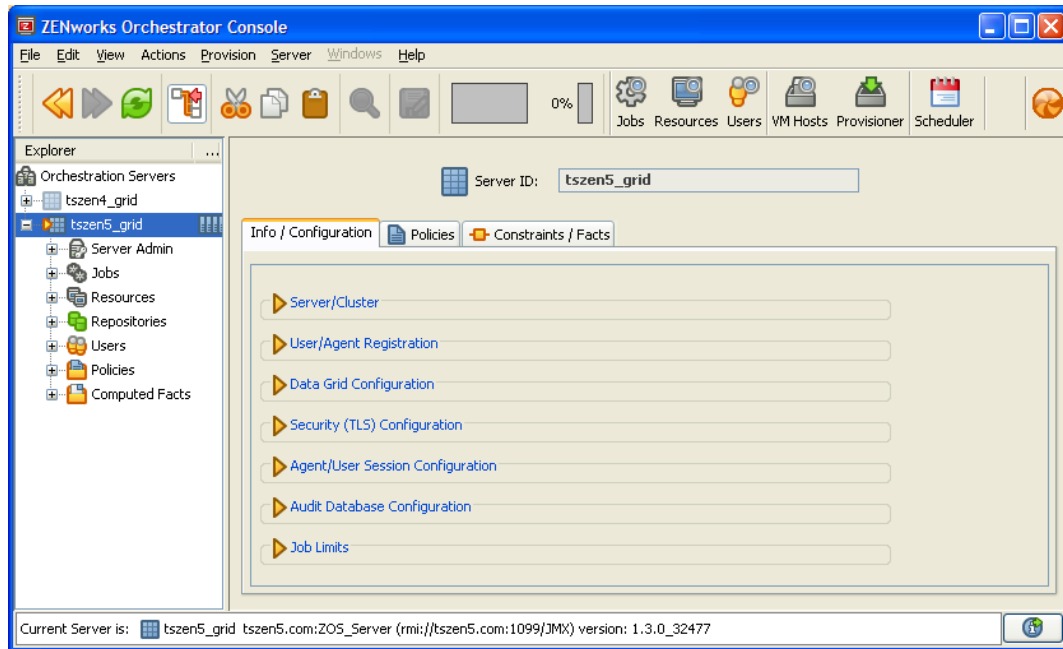 ZENworks Orchestrator Console
File Edit View Actions Provision Server Windows Help
0%
Jobs Resources Users VM Hosts Provisioner Scheduler
Explorer ...
Orchestration Servers
tszen4_grid
tszen5_grid
Server Admin
Jobs
Resources
Repositories
Users
Policies
Computed Facts
Server ID: tszen5_grid
Info / Configuration Policies Constraints / Facts
Server/Cluster
User/Agent Registration
Data Grid Configuration
Security (TLS) Configuration
Agent/User Session Configuration
Audit Database Configuration
Job Limits
Current Server is: tszen5_grid tszen5.com:ZOS_Server (rmi://tszen5.com:1099/JMX) version: 1.3.0_32477